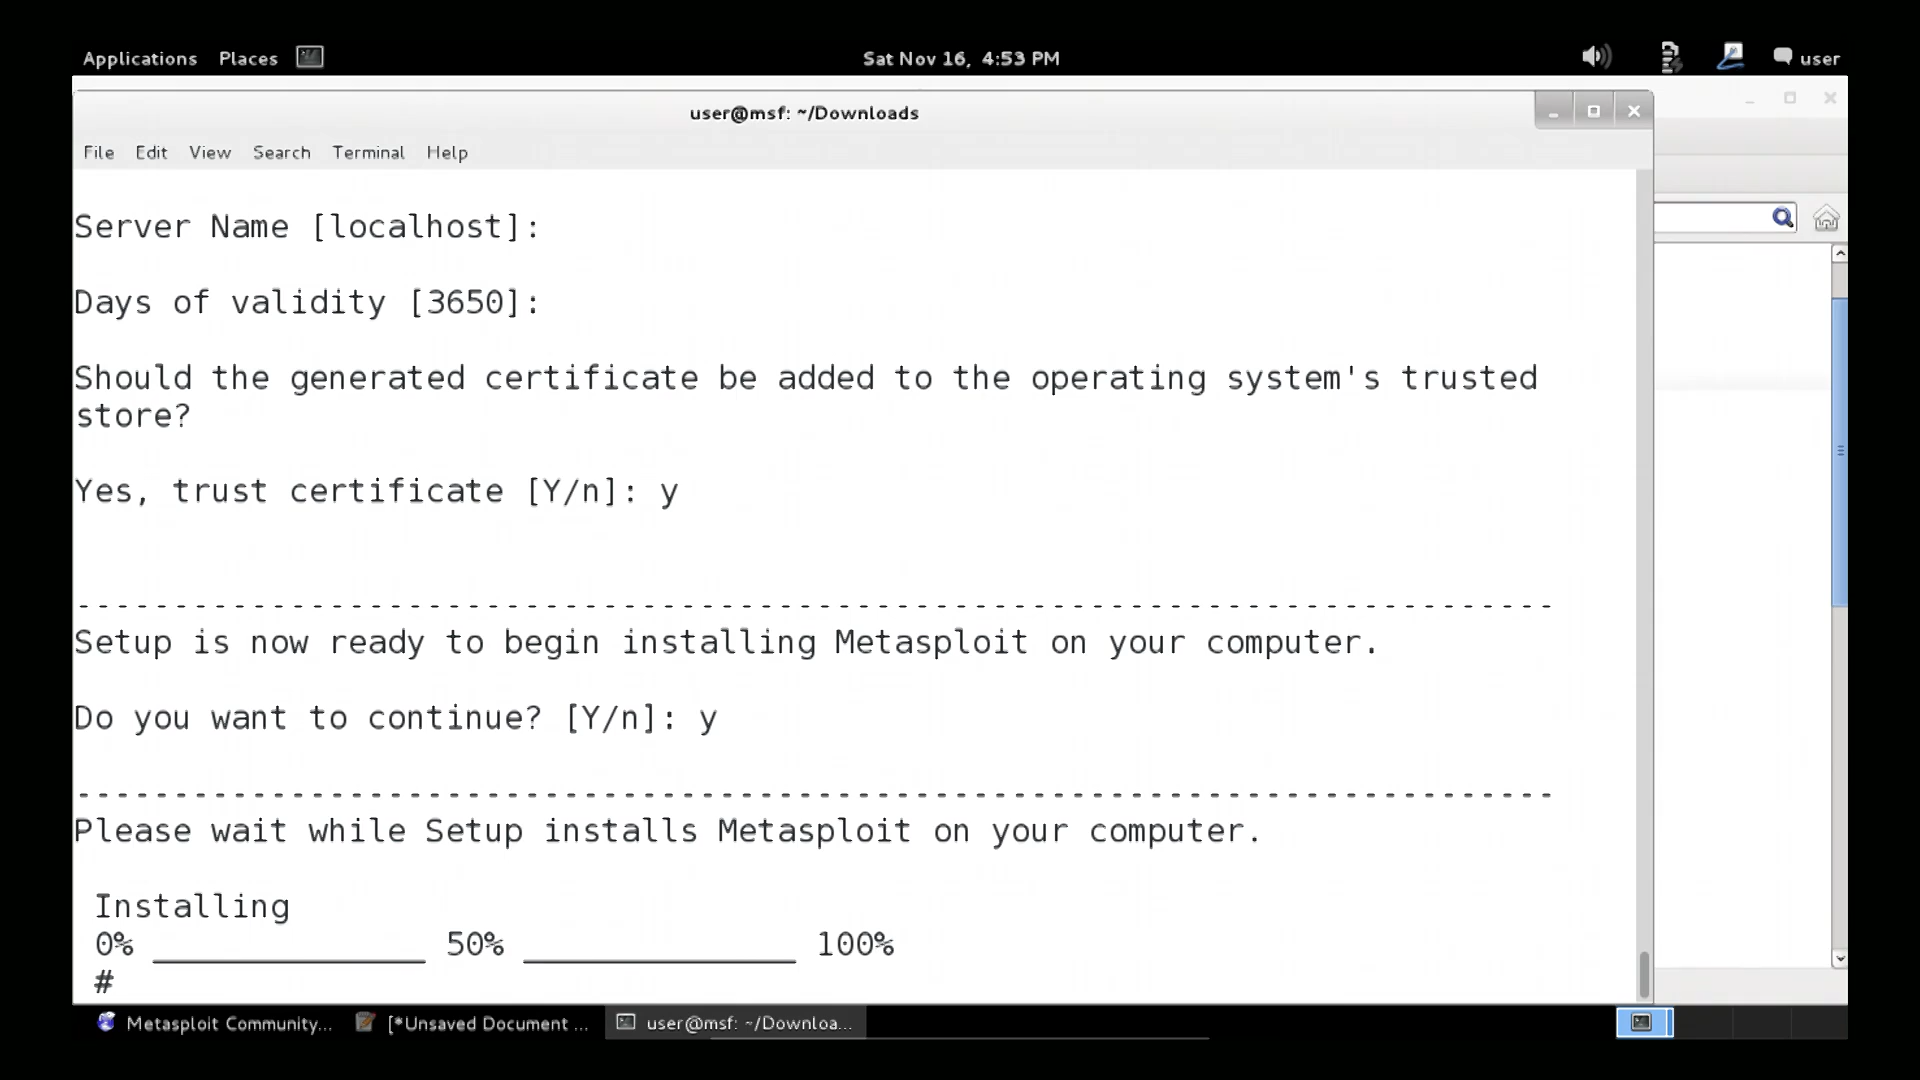 Applications Places Sat Nov 16, 4:53 PM user
user@msf: ~/Downloads
File Edit View Search Terminal Help
Server Name [localhost]:
Days of validity [3650]:
Should the generated certificate be added to the operating system's trusted
store?
Yes, trust certificate [Y/n]: y
----------------------------------------------------------------------------
Setup is now ready to begin installing Metasploit on your computer.
Do you want to continue? [Y/n]: y
----------------------------------------------------------------------------
Please wait while Setup installs Metasploit on your computer.
Installing
0% ______________ 50% ______________ 100%
#
Metasploit Community... [*Unsaved Document ... user@msf: ~/Downloa...